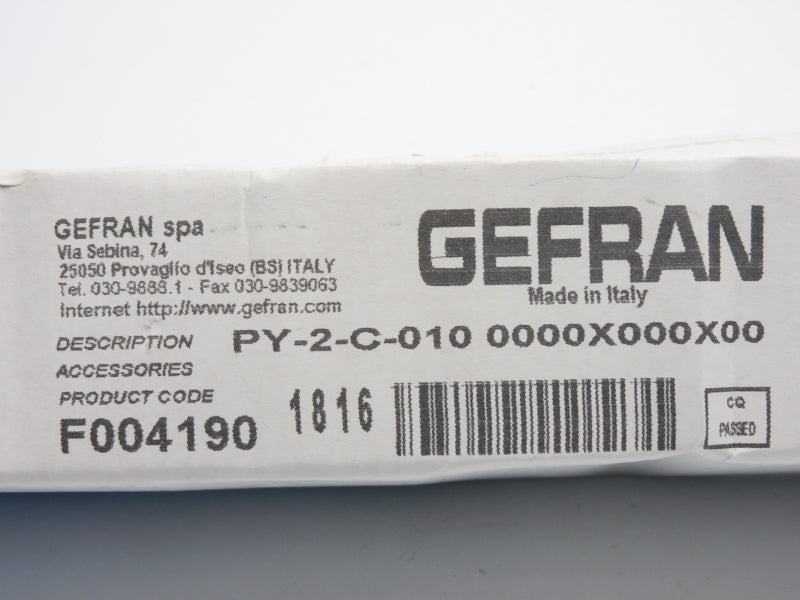 GEFRAN spa
Via Sebina, 74
25050 Provaglio d'Iseo (BS) ITALY
Tel. 030-9888.1 - Fax 030-9839063
Internet http://www.gefran.com
GEFRAN
Made in Italy
DESCRIPTION PY-2-C-010 0000X000X00
ACCESSORIES
PRODUCT CODE
F004190
1816
CQ
PASSED